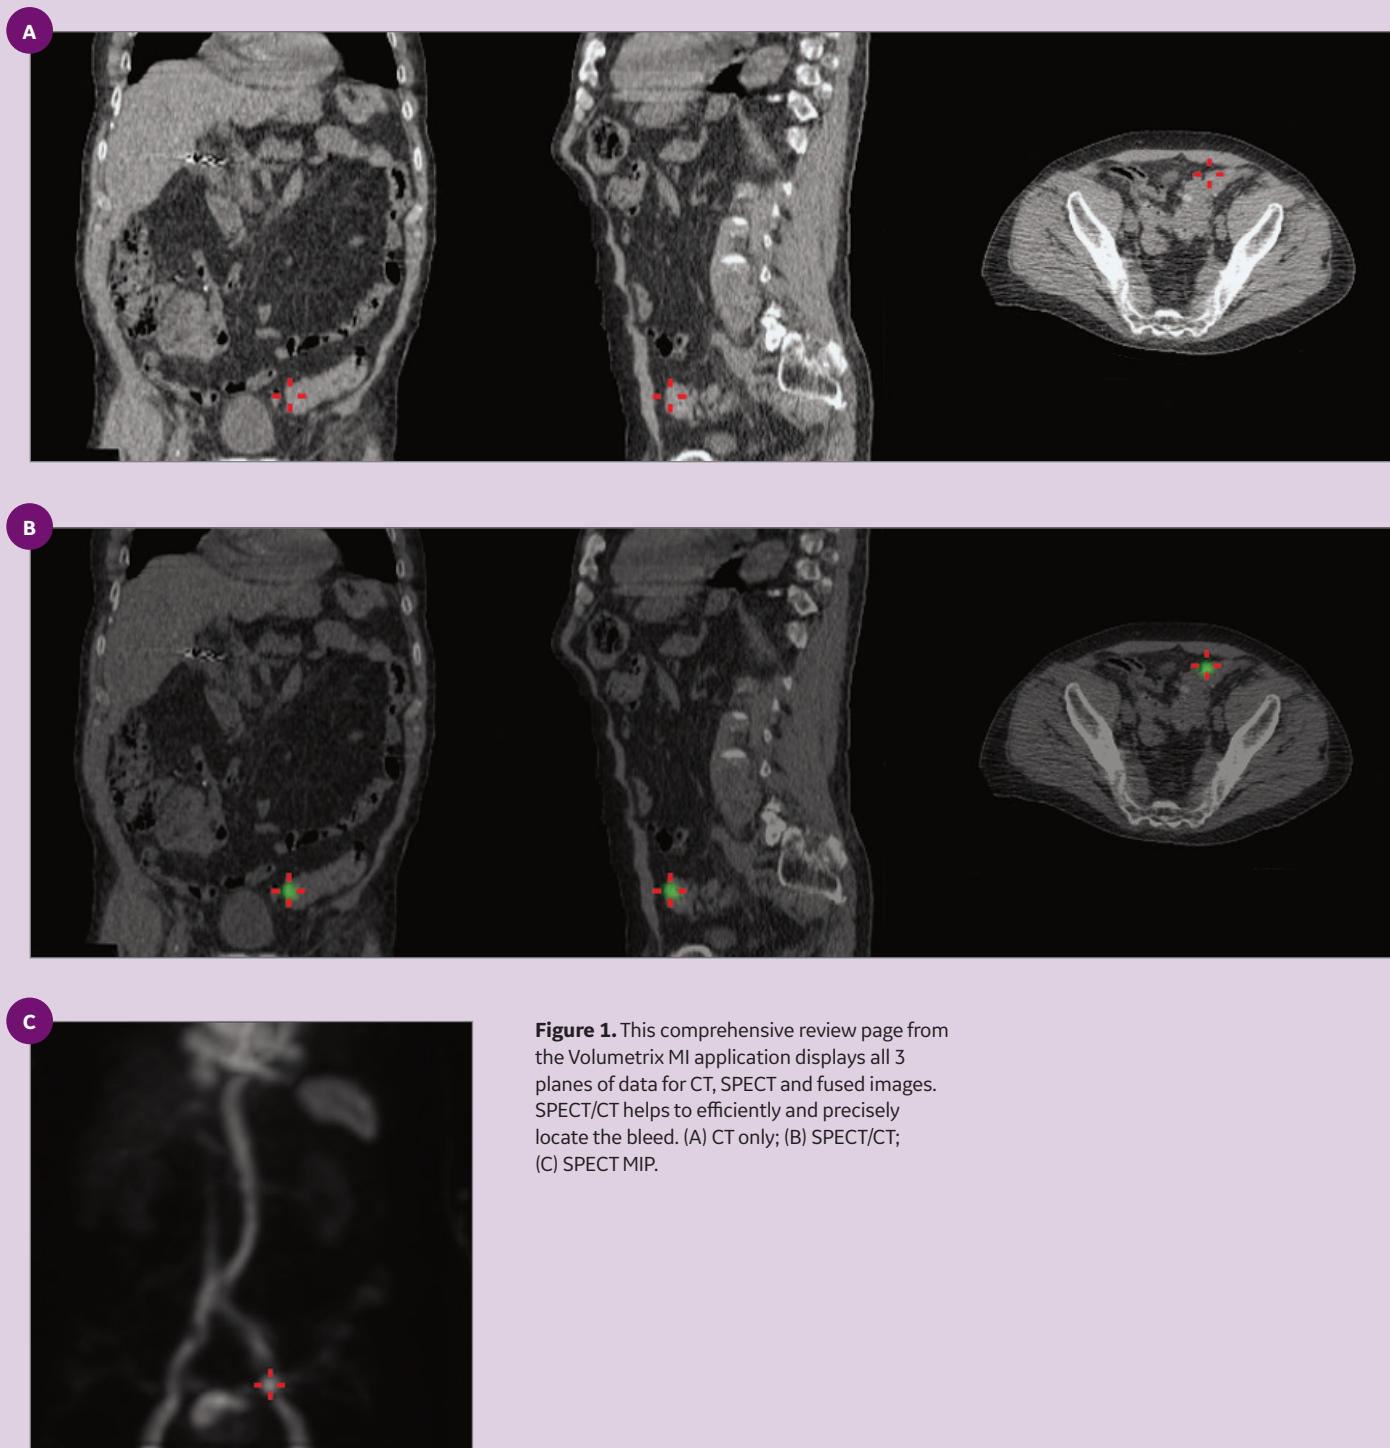 A
B
C
Figure 1. This comprehensive review page from
the Volumetrix MI application displays all 3
planes of data for CT, SPECT and fused images.
SPECT/CT helps to efficiently and precisely
locate the bleed. (A) CT only; (B) SPECT/CT;
(C) SPECT MIP.